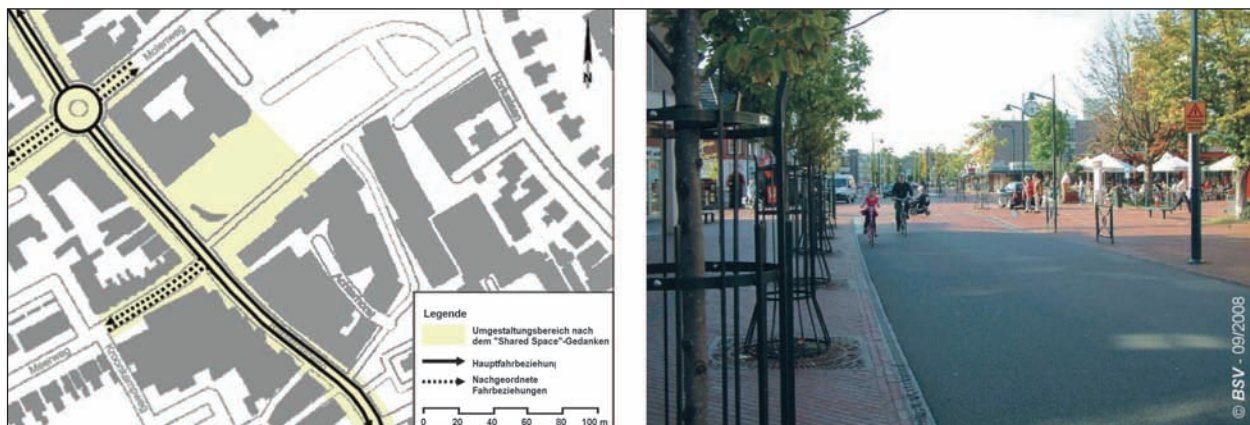 Molenweg
N
Meerweg
Legende
Umgestaltungsbereich nach
dem "Shared Space"-Gedanken
Hauptfahrbeziehung
Nachgeordnete
Fahrbeziehungen
0 20 40 60 80 100 m
© BSV - 09/2008